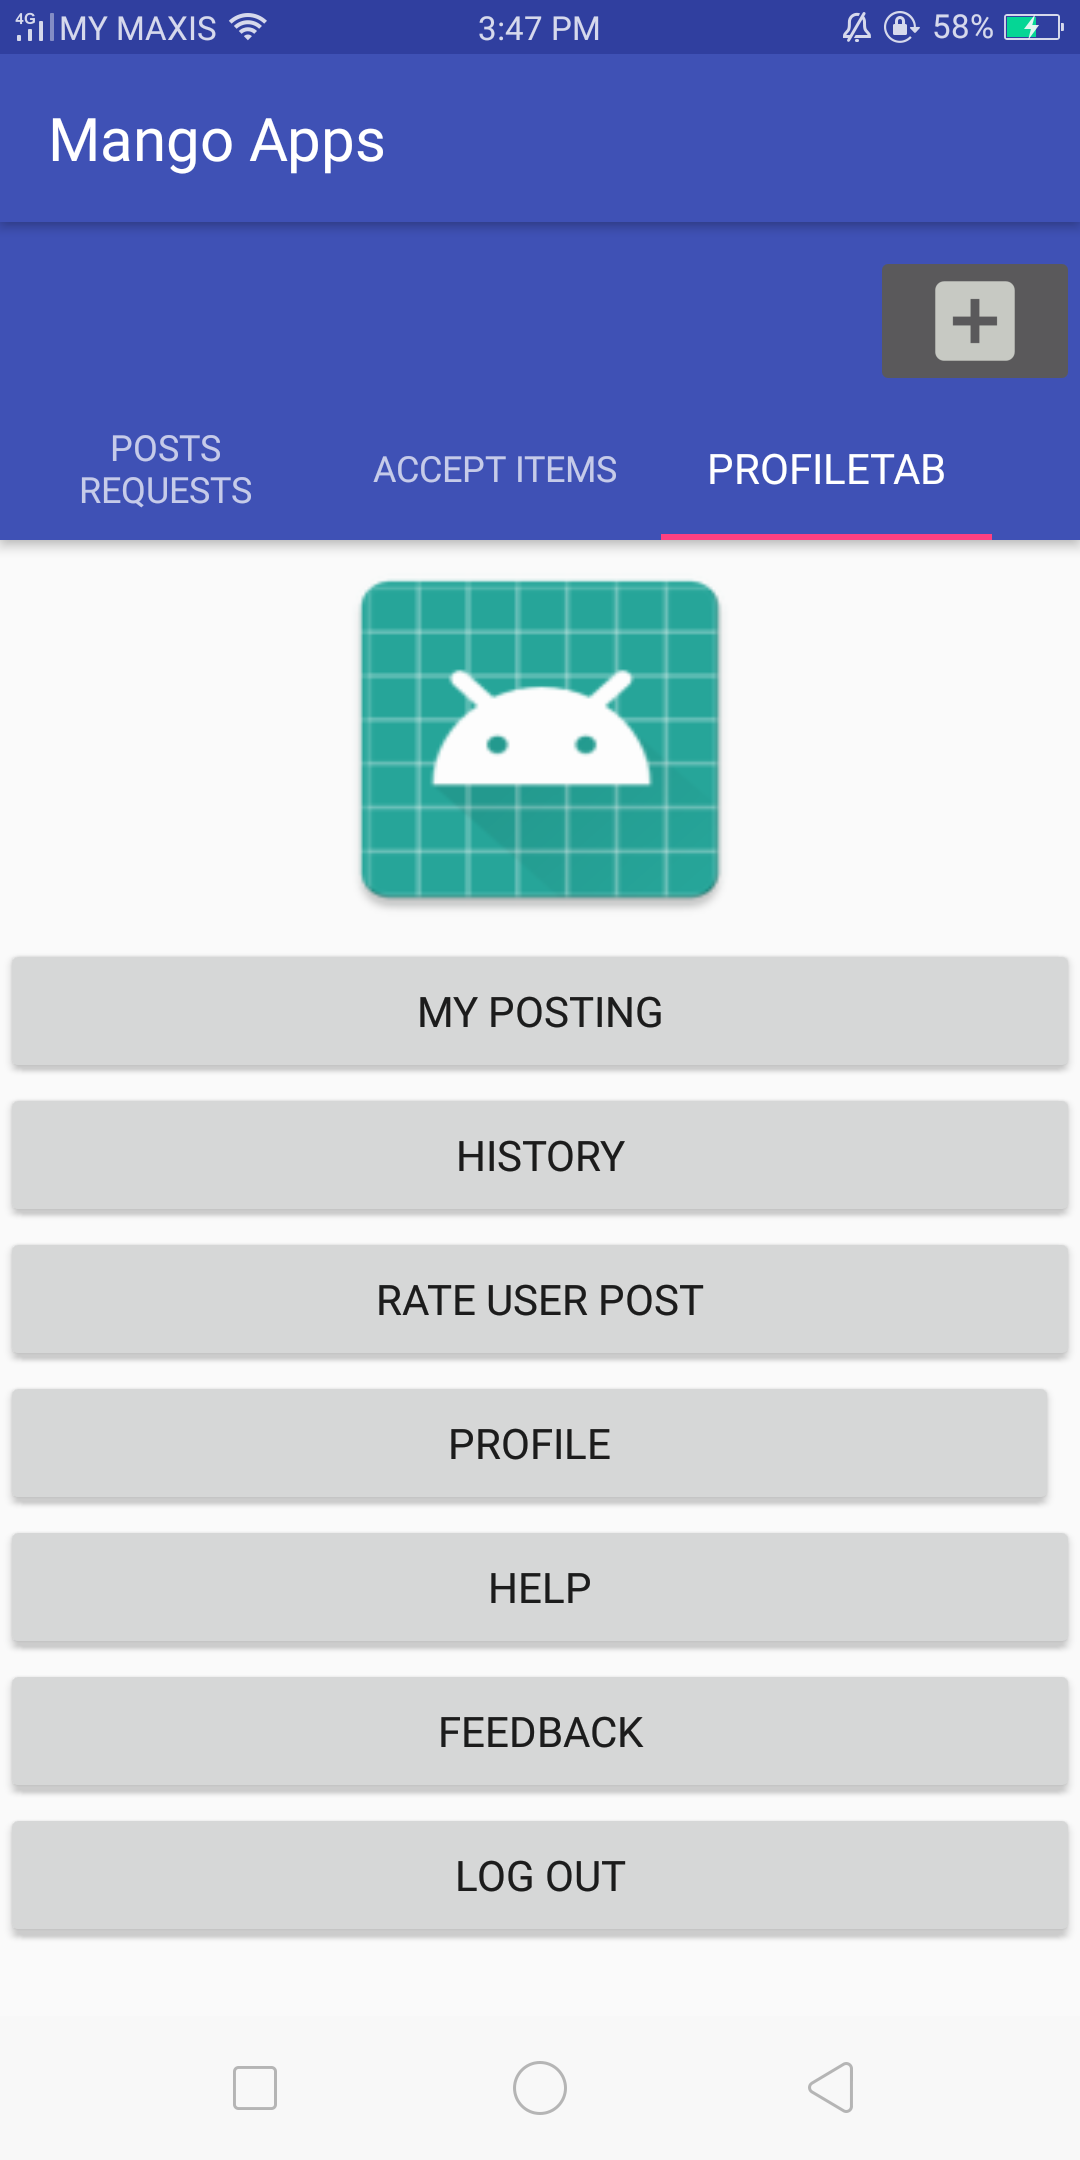 4G MY MAXIS 3:47 PM 58%
Mango Apps
POSTS
REQUESTS
ACCEPT ITEMS
PROFILETAB
MY POSTING
HISTORY
RATE USER POST
PROFILE
HELP
FEEDBACK
LOG OUT